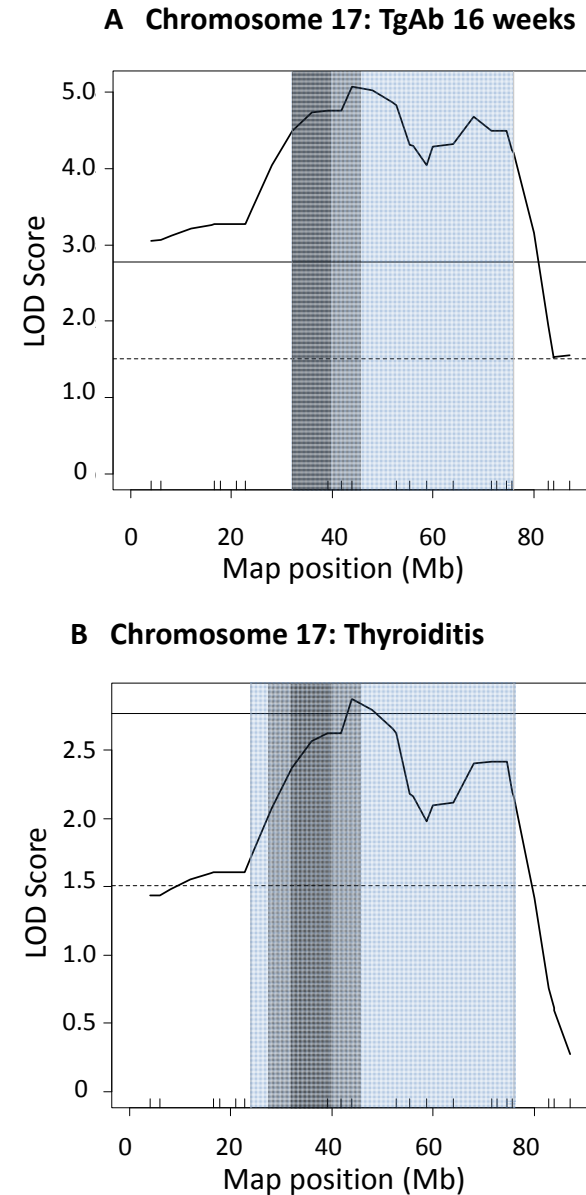 A Chromosome 17: TgAb 16 weeks
5.0
4.0
3.0
2.0
1.0
0
LOD Score
0 20 40 60 80
Map position (Mb)
B Chromosome 17: Thyroiditis
2.5
2.0
1.5
1.0
0.5
0
LOD Score
0 20 40 60 80
Map position (Mb)